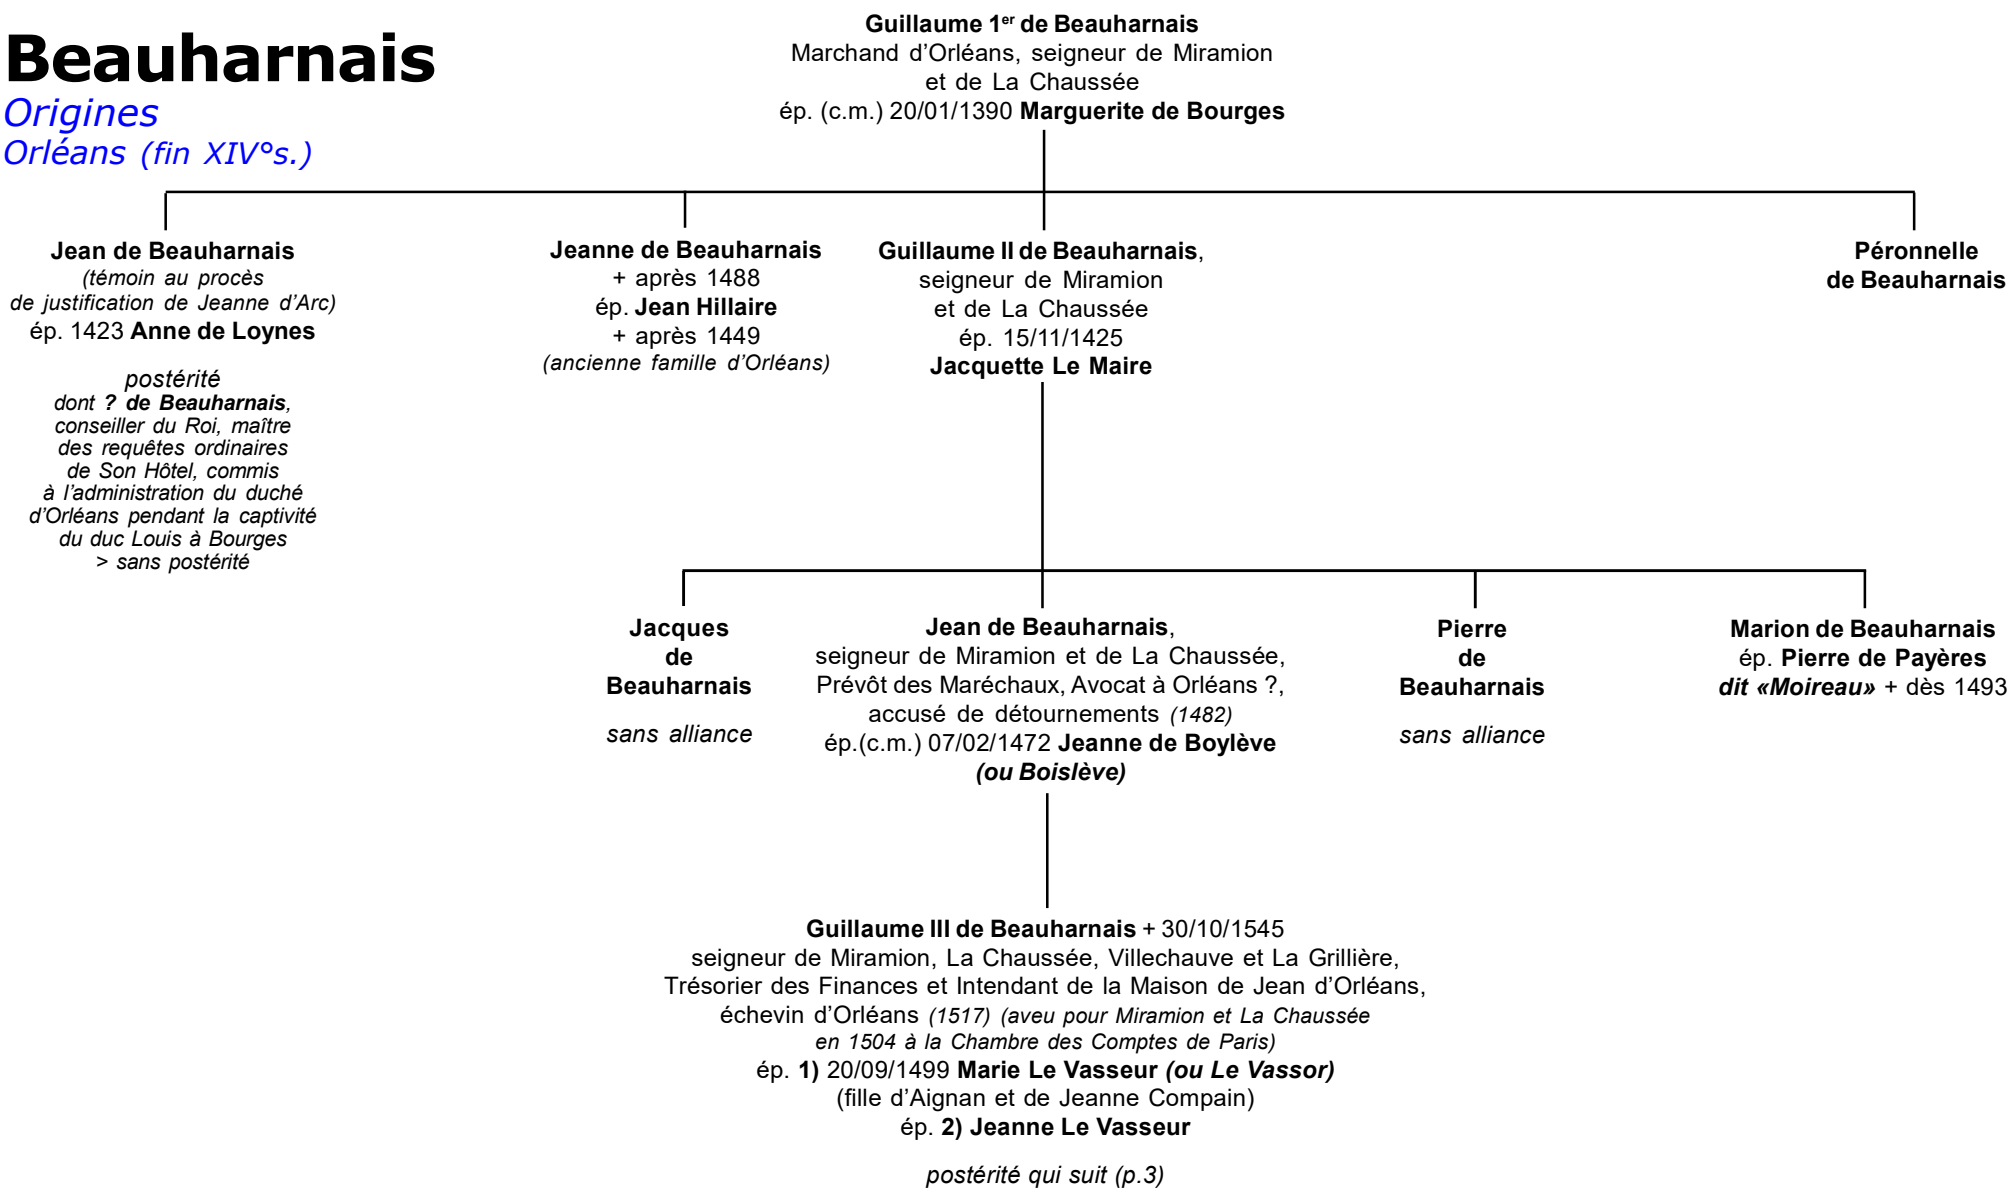 Beauharnais
Origines
Orléans (fin XIV°s.)
Guillaume 1er de Beauharnais
Marchand d’Orléans, seigneur de Miramion
et de La Chaussée
ép. (c.m.) 20/01/1390 Marguerite de Bourges
Jean de Beauharnais
(témoin au procès
de justification de Jeanne d’Arc)
ép. 1423 Anne de Loynes
postérité
dont ? de Beauharnais,
conseiller du Roi, maître
des requêtes ordinaires
de Son Hôtel, commis
à l’administration du duché
d’Orléans pendant la captivité
du duc Louis à Bourges
> sans postérité
Jeanne de Beauharnais
+ après 1488
ép. Jean Hillaire
+ après 1449
(ancienne famille d’Orléans)
Guillaume II de Beauharnais,
seigneur de Miramion
et de La Chaussée
ép. 15/11/1425
Jacquette Le Maire
Péronnelle
de Beauharnais
Jacques
de
Beauharnais
sans alliance
Jean de Beauharnais,
seigneur de Miramion et de La Chaussée,
Prévôt des Maréchaux, Avocat à Orléans ?,
accusé de détournements (1482)
ép.(c.m.) 07/02/1472 Jeanne de Boylève
(ou Boislève)
Pierre
de
Beauharnais
sans alliance
Marion de Beauharnais
ép. Pierre de Payères
dit «Moireau» + dès 1493
Guillaume III de Beauharnais + 30/10/1545
seigneur de Miramion, La Chaussée, Villechauve et La Grillière,
Trésorier des Finances et Intendant de la Maison de Jean d’Orléans,
échevin d’Orléans (1517) (aveu pour Miramion et La Chaussée
en 1504 à la Chambre des Comptes de Paris)
ép. 1) 20/09/1499 Marie Le Vasseur (ou Le Vassor)
(fille d’Aignan et de Jeanne Compain)
ép. 2) Jeanne Le Vasseur
postérité qui suit (p.3)